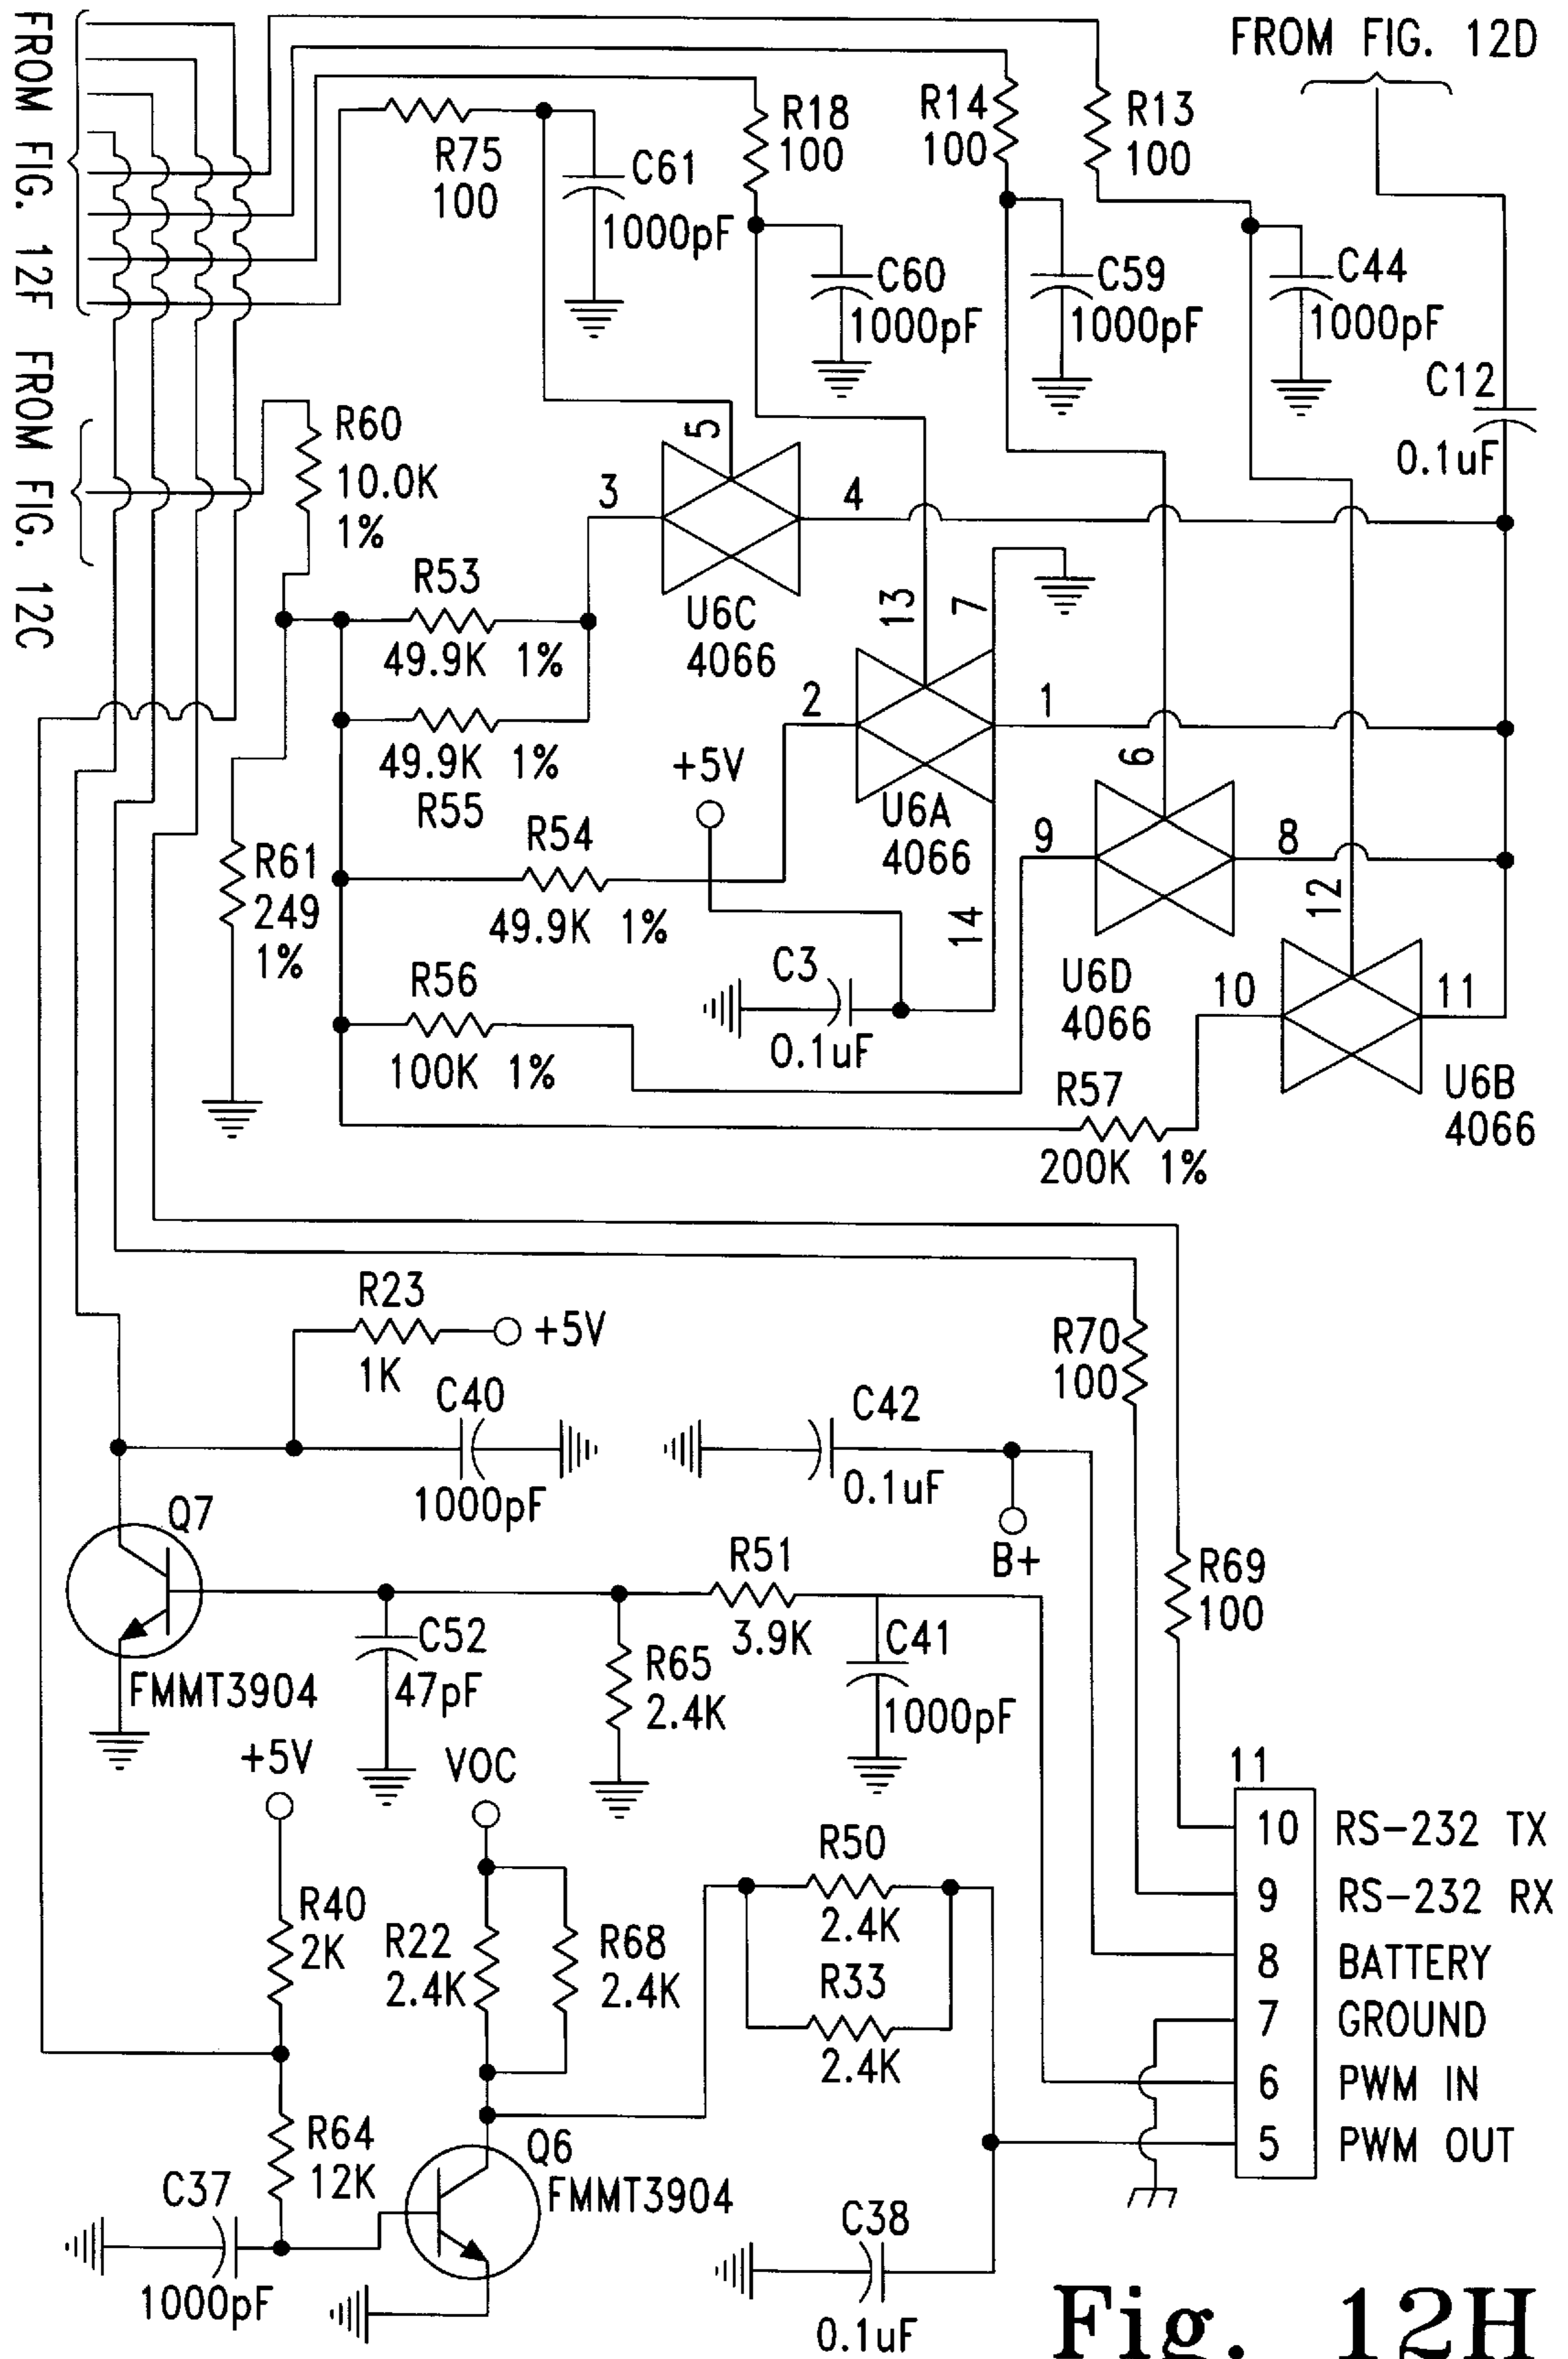 FROM FIG. 12F
FROM FIG. 12C
FROM FIG. 12D
R75
100
C61
1000pF
R18
100
C60
1000pF
R14
100
C59
1000pF
R13
100
C44
1000pF
C12
0.1uF
R60
10.0K
1%
R53
49.9K 1%
49.9K 1%
R55
R54
49.9K 1%
R56
100K 1%
R57
200K 1%
R61
249
1%
+5V
C3
0.1uF
5
3
4
U6C
4066
13
7
2
1
14
U6A
4066
6
9
8
U6D
4066
12
10
11
U6B
4066
R23
1K
+5V
C40
1000pF
C42
0.1uF
B+
R70
100
R69
100
Q7
FMMT3904
C52
47pF
R65
2.4K
R51
3.9K
C41
1000pF
+5V
VOC
R40
2K
R22
2.4K
R68
2.4K
R50
2.4K
R33
2.4K
R64
12K
C37
1000pF
Q6
FMMT3904
C38
0.1uF
11
10 RS-232 TX
9 RS-232 RX
8 BATTERY
7 GROUND
6 PWM IN
5 PWM OUT
Fig. 12H